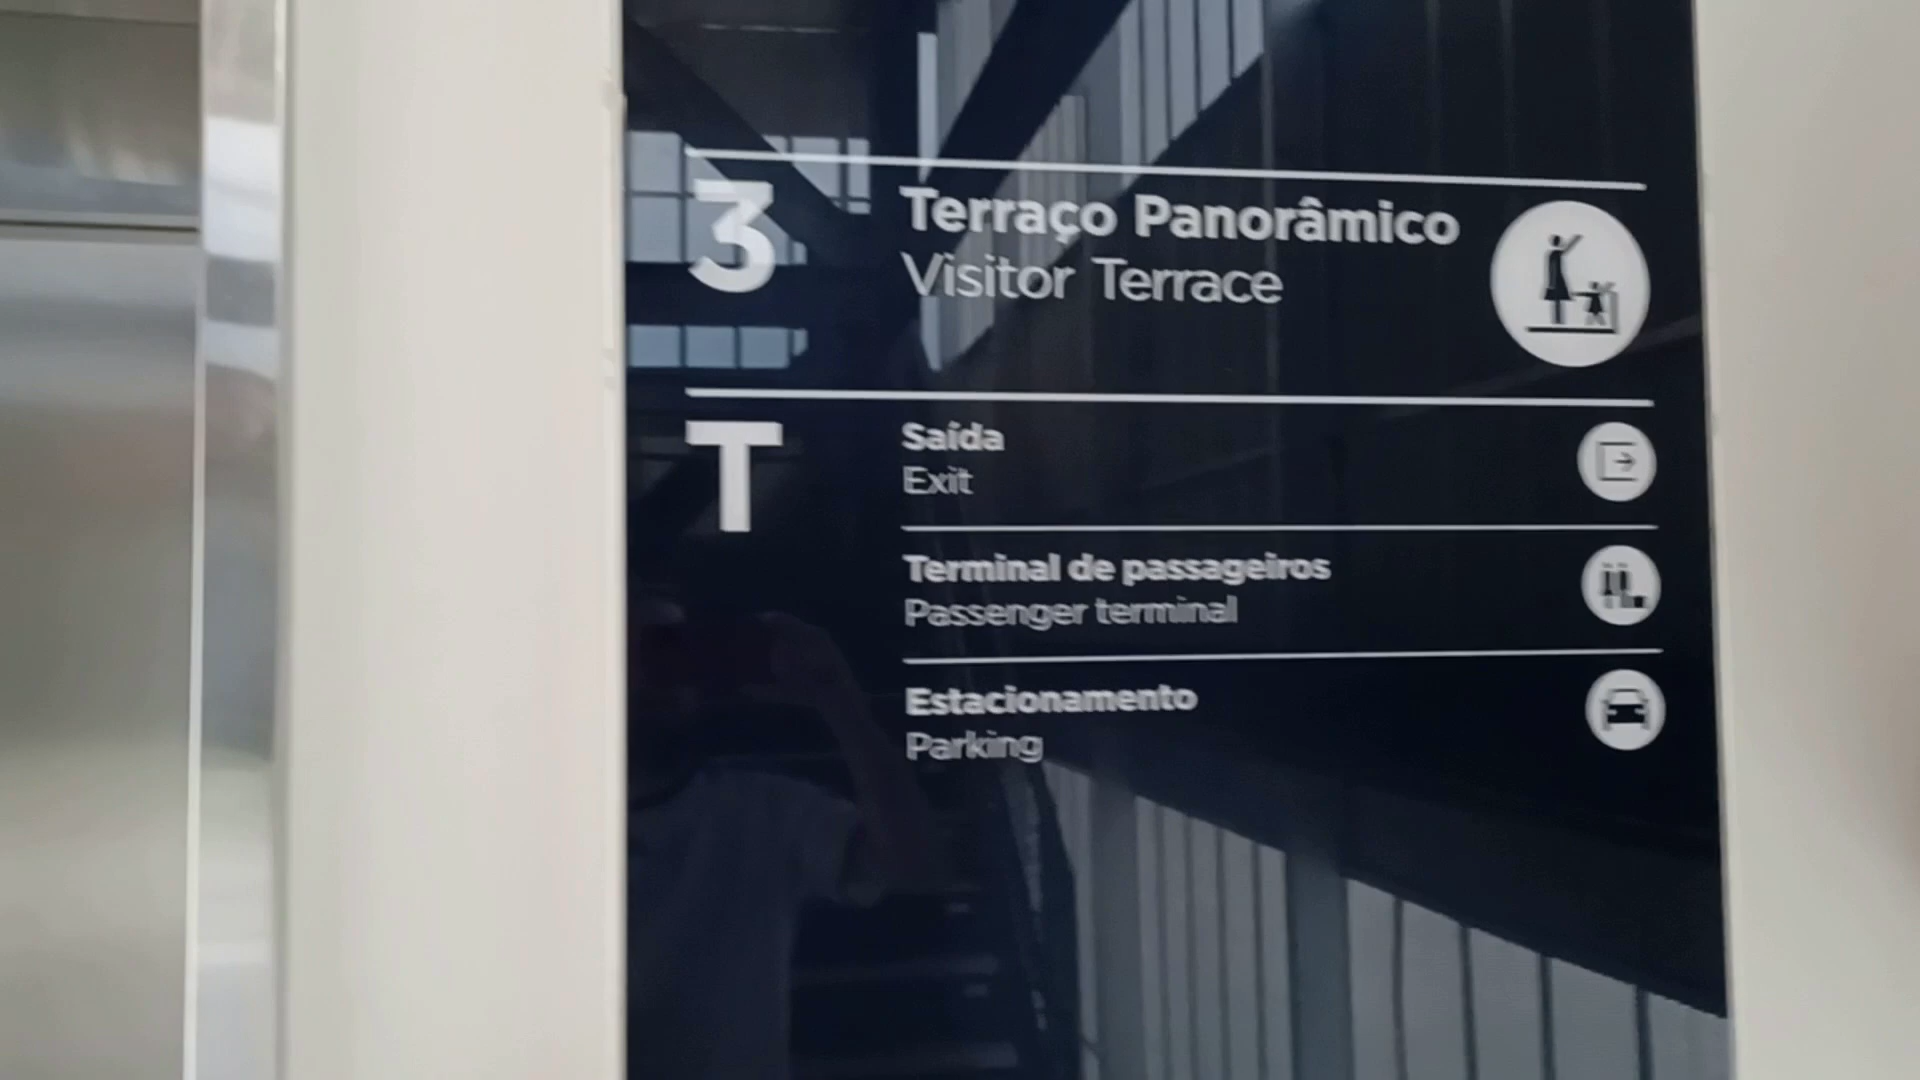 3
Terraço Panorâmico
Visitor Terrace
T
Saída
Exit
Terminal de passageiros
Passenger terminal
Estacionamento
Parking